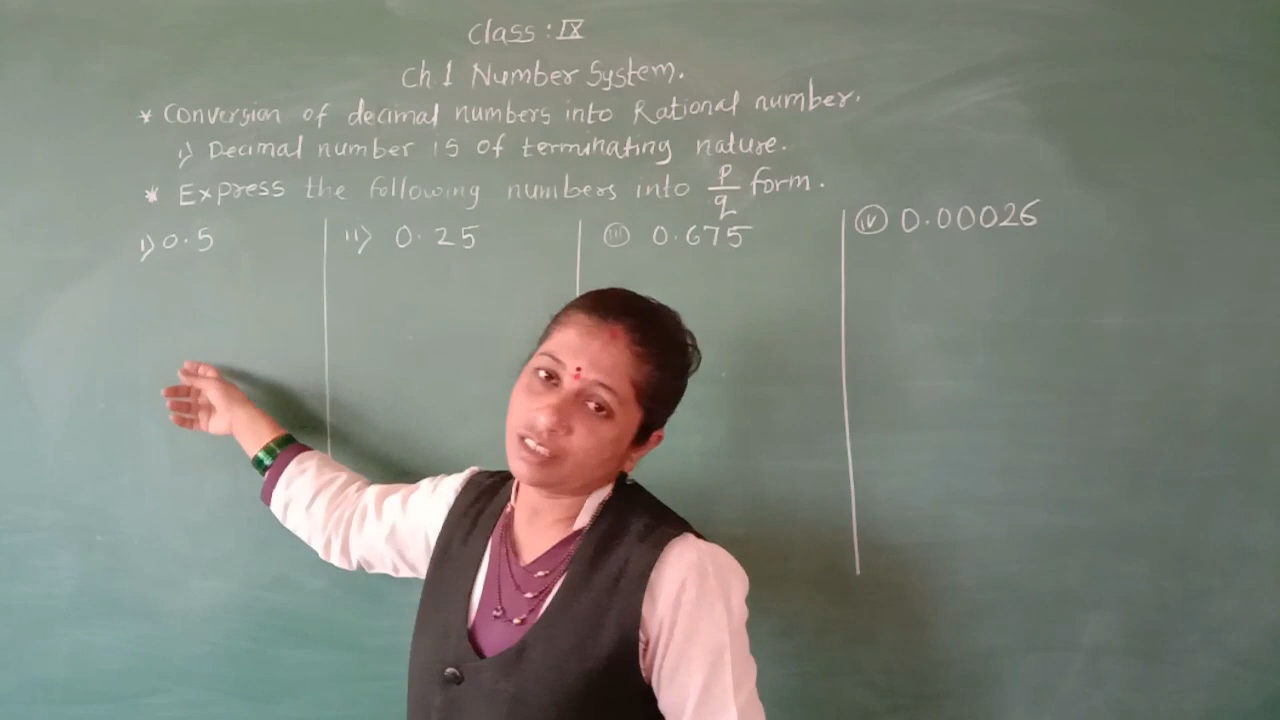 Class : IX
Ch 1 Number System.
* Conversion of decimal numbers into Rational number.
i) Decimal number is of terminating nature.
* Express the following numbers into p/q form.
i) 0.5
ii) 0.25
iii) 0.675
iv) 0.00026